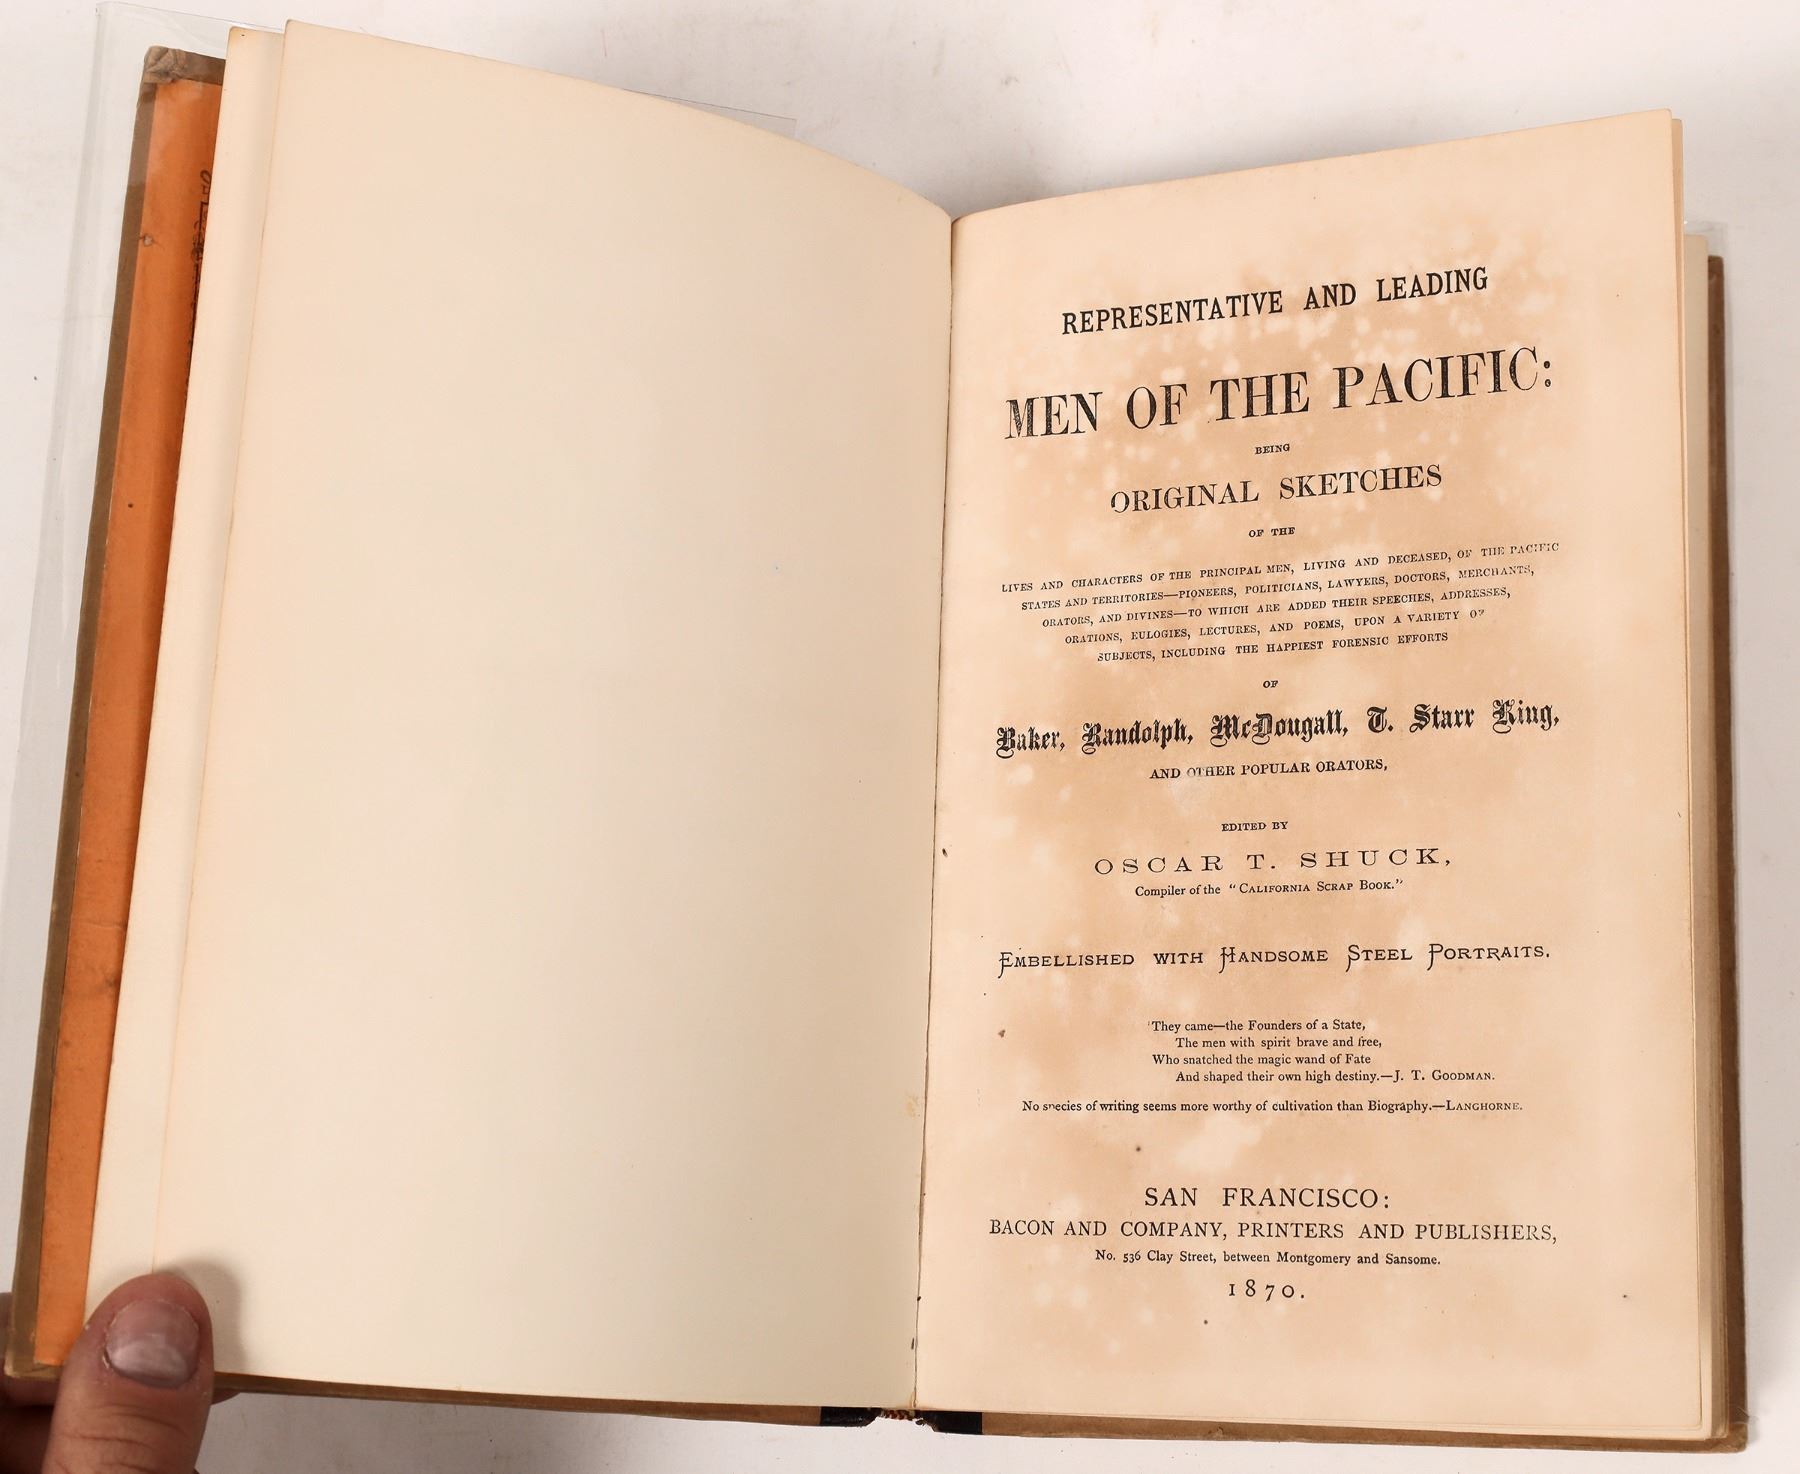 REPRESENTATIVE AND LEADING
MEN OF THE PACIFIC:
BEING
ORIGINAL SKETCHES
OF THE
LIVES AND CHARACTERS OF THE PRINCIPAL MEN, LIVING AND DECEASED, OF THE PACIFIC
STATES AND TERRITORIES—PIONEERS, POLITICIANS, LAWYERS, DOCTORS, MERCHANTS,
ORATORS, AND DIVINES—TO WHICH ARE ADDED THEIR SPEECHES, ADDRESSES,
ORATIONS, EULOGIES, LECTURES, AND POEMS, UPON A VARIETY OF
SUBJECTS, INCLUDING THE HAPPIEST FORENSIC EFFORTS
OF
Baker, Randolph, McDougall, T. Starr King,
AND OTHER POPULAR ORATORS,
EDITED BY
OSCAR T. SHUCK,
Compiler of the "CALIFORNIA SCRAP BOOK."
EMBELLISHED WITH HANDSOME STEEL PORTRAITS.
'They came—the Founders of a State,
The men with spirit brave and free,
Who snatched the magic wand of Fate
And shaped their own high destiny.—J. T. GOODMAN.
No species of writing seems more worthy of cultivation than Biography.—LANGHORNE.
SAN FRANCISCO:
BACON AND COMPANY, PRINTERS AND PUBLISHERS,
No. 536 Clay Street, between Montgomery and Sansome.
1870.